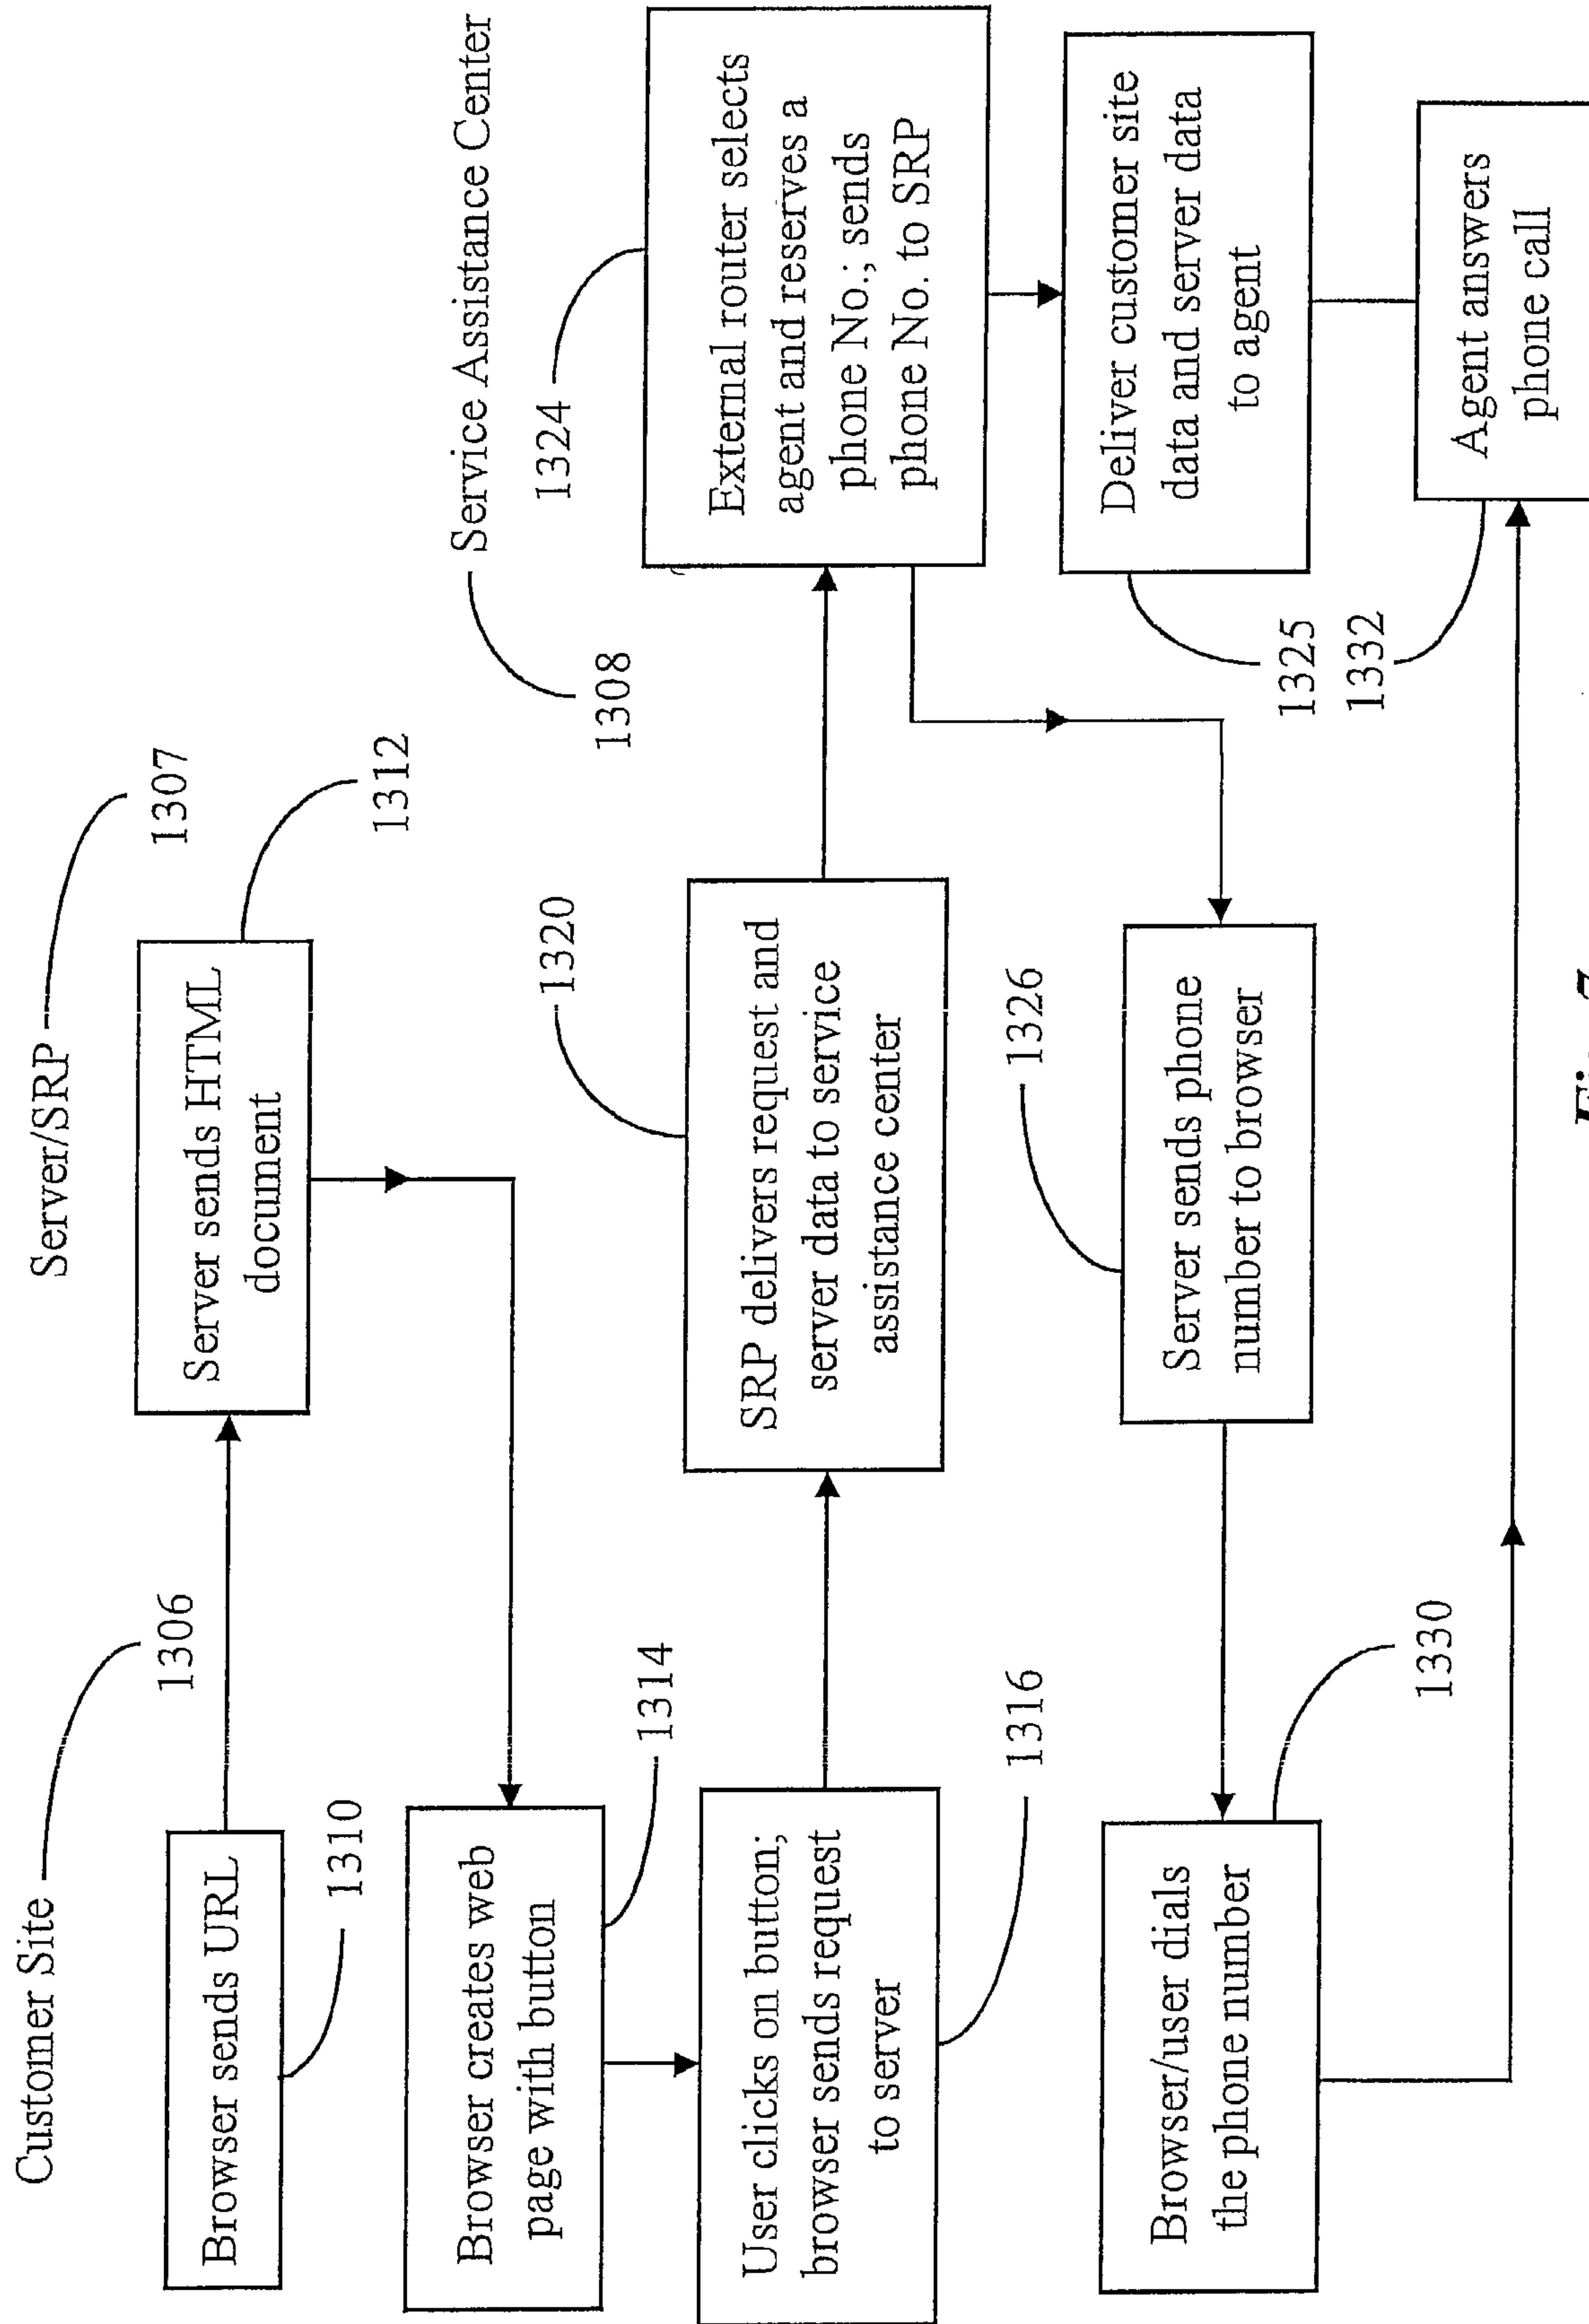 Customer Site
1306
Server/SRP
1307
Service Assistance Center
1308
Browser sends URL
1310
Server sends HTML
document
1312
Browser creates web
page with button
1314
User clicks on button;
browser sends request
to server
1316
SRP delivers request and
server data to service
assistance center
1320
External router selects
agent and reserves a
phone No.; sends
phone No. to SRP
1324
Deliver customer site
data and server data
to agent
1325
Server sends phone
number to browser
1326
Browser/user dials
the phone number
1330
Agent answers
phone call
1332